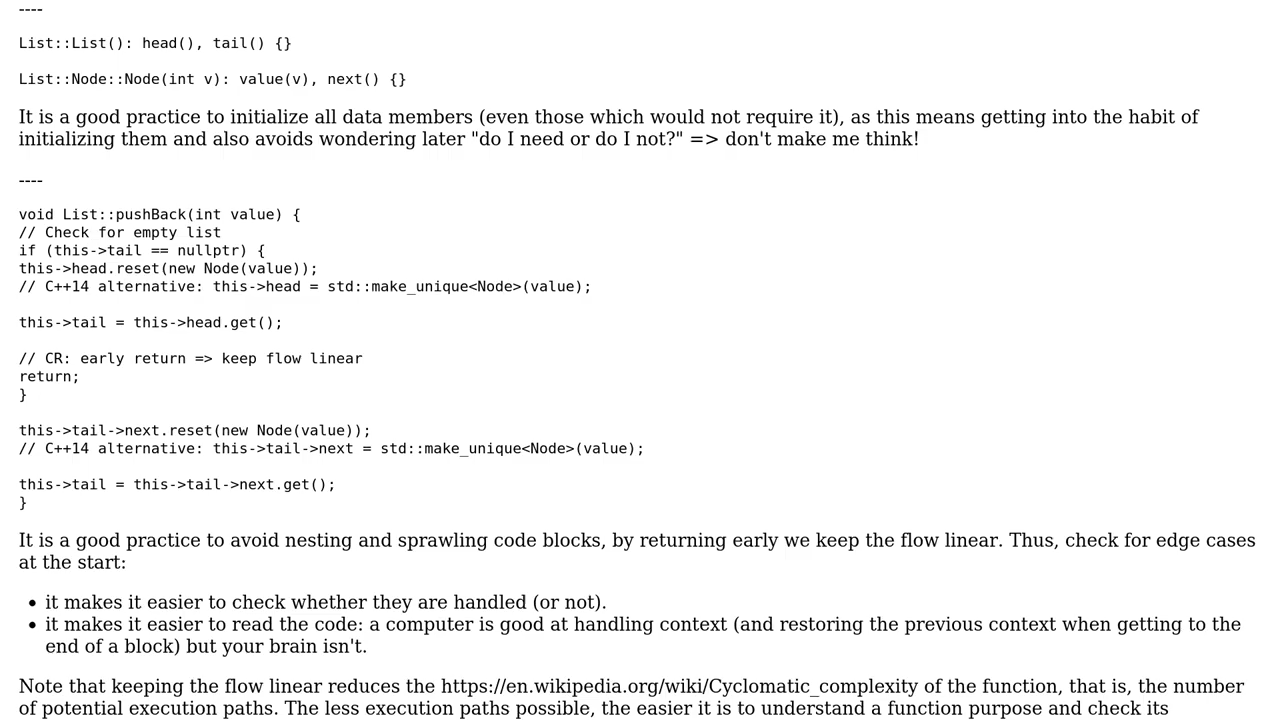 ----
List::List(): head(), tail() {}
List::Node::Node(int v): value(v), next() {}
It is a good practice to initialize all data members (even those which would not require it), as this means getting into the habit of
initializing them and also avoids wondering later "do I need or do I not?" => don't make me think!
----
void List::pushBack(int value) {
// Check for empty list
if (this->tail == nullptr) {
this->head.reset(new Node(value));
// C++14 alternative: this->head = std::make_unique<Node>(value);
this->tail = this->head.get();
// CR: early return => keep flow linear
return;
}
this->tail->next.reset(new Node(value));
// C++14 alternative: this->tail->next = std::make_unique<Node>(value);
this->tail = this->tail->next.get();
}
It is a good practice to avoid nesting and sprawling code blocks, by returning early we keep the flow linear. Thus, check for edge cases
at the start:
• it makes it easier to check whether they are handled (or not).
• it makes it easier to read the code: a computer is good at handling context (and restoring the previous context when getting to the
end of a block) but your brain isn't.
Note that keeping the flow linear reduces the https://en.wikipedia.org/wiki/Cyclomatic_complexity of the function, that is, the number
of potential execution paths. The less execution paths possible, the easier it is to understand a function purpose and check its